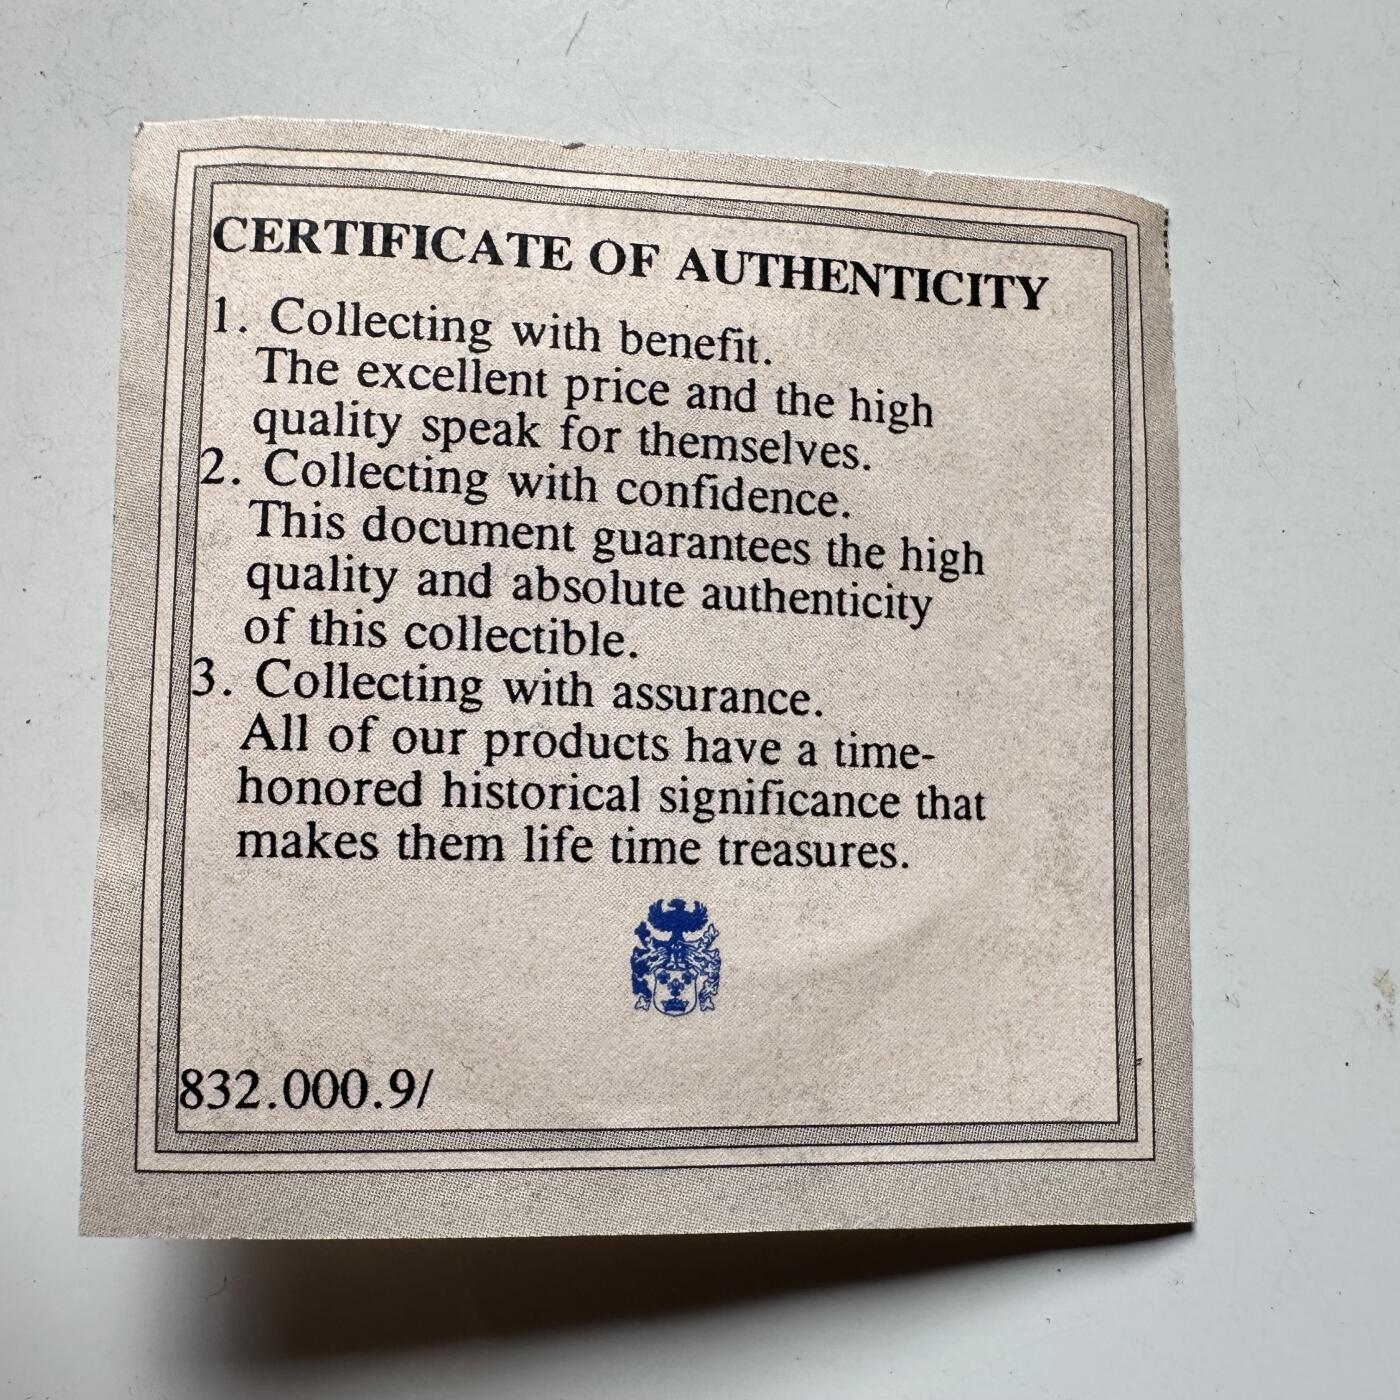 CERTIFICATE OF AUTHENTICITY
1. Collecting with benefit.
The excellent price and the high
quality speak for themselves.
2. Collecting with confidence.
This document guarantees the high
quality and absolute authenticity
of this collectible.
3. Collecting with assurance.
All of our products have a time-
honored historical significance that
makes them life time treasures.
832.000.9/